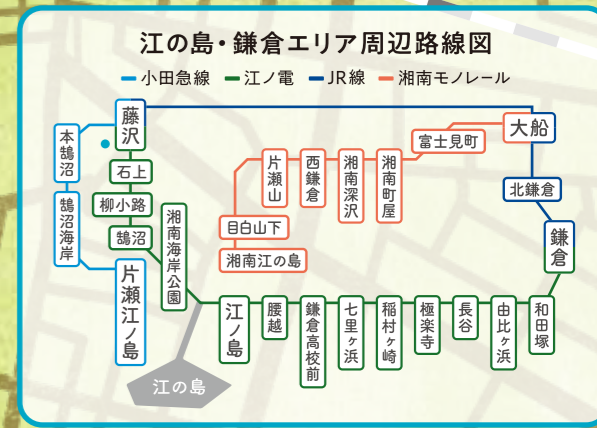 江の島・鎌倉エリア周辺路線図
小田急線 江ノ電 JR線 湘南モノレール
藤沢
本鵠沼
鵠沼海岸
片瀬江ノ島
石上
柳小路
鵠沼
湘南海岸公園
江ノ島
腰越
鎌倉高校前
七里ヶ浜
稲村ヶ崎
極楽寺
長谷
由比ヶ浜
和田塚
鎌倉
北鎌倉
大船
富士見町
湘南町屋
湘南深沢
西鎌倉
片瀬山
目白山下
湘南江の島
江の島